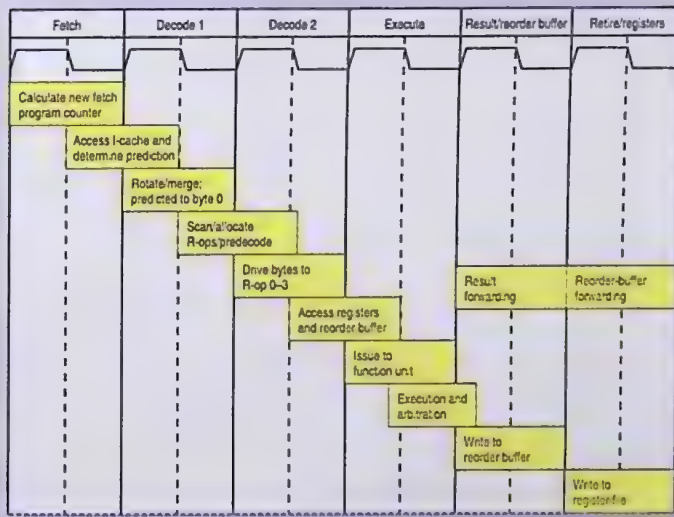 Fetch
Decode 1
Decode 2
Execute
Result/reorder buffer
Retire/registers
Calculate new fetch
program counter
Access I-cache and
determine prediction
Rotate/merge;
predicted to byte 0
Scan/allocate
R-ops/predecode
Drive bytes to
R-op 0–3
Result
forwarding
Reorder-buffer
forwarding
Access registers
and reorder buffer
Issue to
function unit
Execution and
arbitration
Write to
reorder buffer
Write to
register file